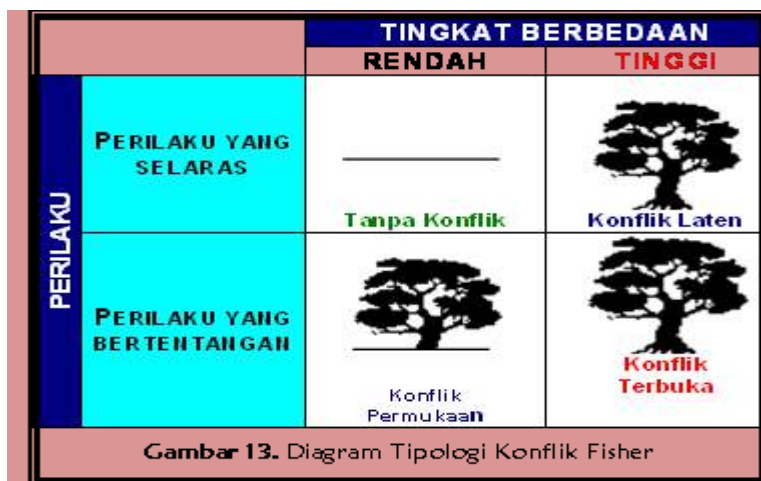 TINGKAT BERBEDAAN
RENDAH
TINGGI
PERILAKU
PERILAKU YANG
SELARAS
Tanpa Konflik
Konflik Laten
PERILAKU YANG
BERTENTANGAN
Konflik
Permukaan
Konflik
Terbuka
Gambar 13. Diagram Tipologi Konflik Fisher